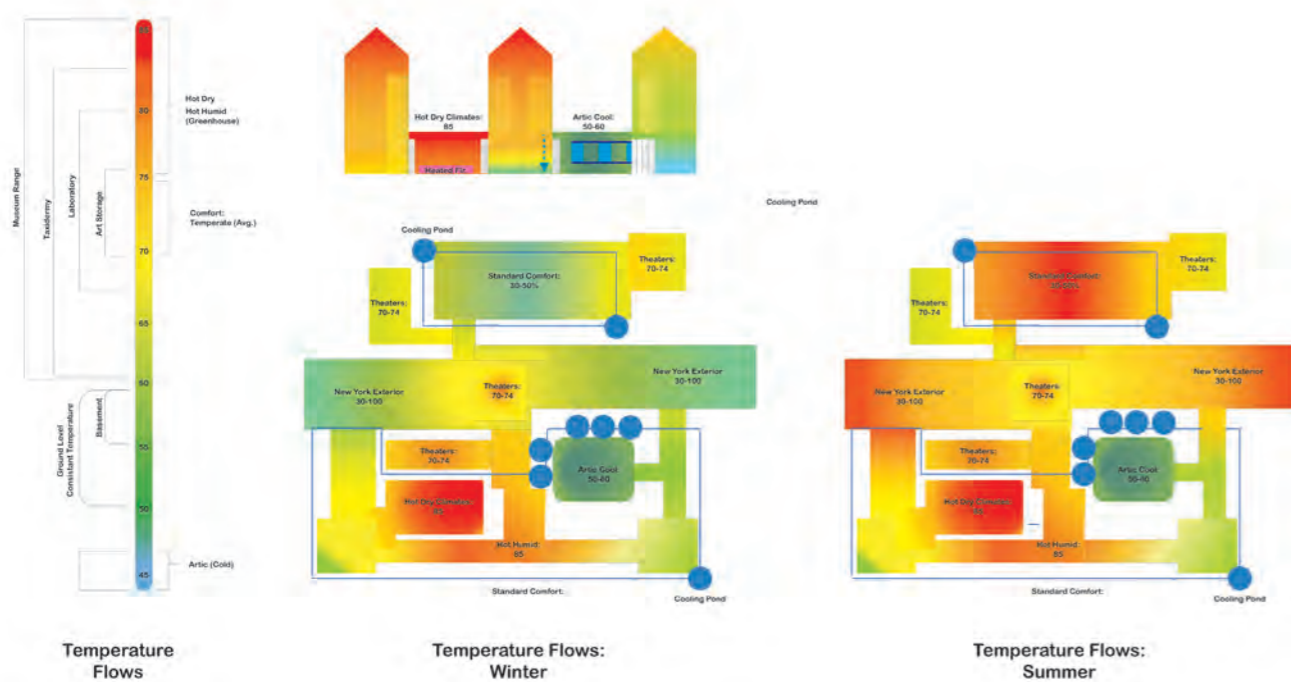 85
80
75
70
65
60
55
50
45
Museum Range
Taxidermy
Laboratory
Art Storage
Ground Level
Consistant Temperature
Basement
Hot Dry
Hot Humid
(Greenhouse)
Comfort:
Temperate (Avg.)
Artic (Cold)
Temperature
Flows
Hot Dry Climates:
85
Heated Flr.
Artic Cool:
50-60
Cooling Pond
Cooling Pond
Standard Comfort:
30-50%
Theaters:
70-74
Theaters:
70-74
New York Exterior
30-100
Theaters:
70-74
New York Exterior
30-100
Theaters:
70-74
Artic Cool
50-60
Hot Dry Climates:
85
Hot Humid:
85
Standard Comfort:
Cooling Pond
Temperature Flows:
Winter
Standard Comfort:
30-50%
Theaters:
70-74
Theaters:
70-74
New York Exterior
30-100
Theaters:
70-74
New York Exterior
30-100
Theaters:
70-74
Artic Cool
50-60
Hot Dry Climates:
Hot Humid:
85
Standard Comfort:
Cooling Pond
Temperature Flows:
Summer